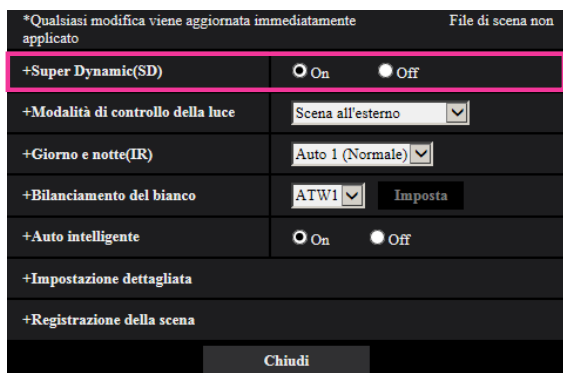 *Qualsiasi modifica viene aggiornata immediatamente File di scena non
applicato
+Super Dynamic(SD) On Off
+Modalità di controllo della luce Scena all'esterno
+Giorno e notte(IR) Auto 1 (Normale)
+Bilanciamento del bianco ATW1 Imposta
+Auto intelligente On Off
+Impostazione dettagliata
+Registrazione della scena
Chiudi